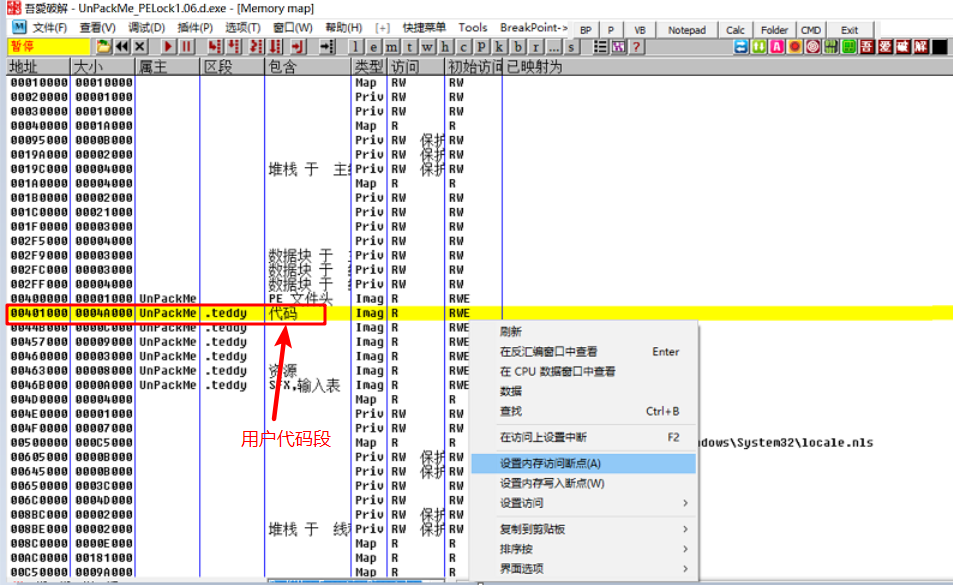 吾愛破解 - UnPackMe_PELock1.06.d.exe - [Memory map]
文件(F) 查看(V) 调试(D) 插件(P) 选项(T) 窗口(W) 帮助(H) [+] 快捷菜单 Tools BreakPoint->
BP P VB Notepad Calc Folder CMD Exit
暂停 l e m t w h c P k b r ... s ? 吾 爱 破 解
地址 大小 属主 区段 包含 类型 访问 初始访问 已映射为
00010000 00010000 Map RW RW
00020000 00001000 Priv RW RW
00030000 00010000 Priv RW RW
00040000 0001A000 Map R R
00095000 0000B000 Priv RW 保护 RW
0019A000 00002000 Priv RW 保护 RW
0019C000 00004000 堆栈 于 主 Priv RW 保护 RW
001A0000 00004000 Map R R
001B0000 00002000 Priv RW RW
001C0000 00021000 Priv RW RW
001F0000 00003000 Priv RW RW
002F5000 00004000 Priv RW RW
002F9000 00003000 数据块 于 Priv RW RW
002FC000 00003000 数据块 于 Priv RW RW
002FF000 00004000 数据块 于 Priv RW RW
00400000 00001000 UnPackMe PE 文件头 Imag R RWE
00401000 0004A000 UnPackMe .teddy 代码 Imag R RWE
0044B000 0000C000 UnPackMe .teddy Imag R RWE
00457000 00009000 UnPackMe .teddy Imag R RWE
00460000 00003000 UnPackMe .teddy Imag R RWE
00463000 00008000 UnPackMe .teddy 资源 Imag R RWE
0046B000 0000A000 UnPackMe .teddy SFX,输入表 Imag R RWE
004D0000 00004000 Map R R
004E0000 00001000 Priv RW RW
004F0000 00007000 Priv RW RW
00500000 000C5000 Map R R dows\System32\locale.nls
00605000 0000B000 Priv RW 保护 RW
00645000 0000B000 Priv RW 保护 RW
00650000 0003C000 Priv RW RW
006C0000 0004D000 Priv RW RW
008BC000 00002000 Priv RW 保护 RW
008BE000 00002000 堆栈 于 线 Priv RW 保护 RW
008C0000 0000E000 Map R R
00AC0000 00181000 Map R R
004D0000 0009A000 Map R R
用户代码段
刷新
在反汇编窗口中查看 Enter
在 CPU 数据窗口中查看
数据
查找 Ctrl+B
在访问上设置中断 F2
设置内存访问断点(A)
设置内存写入断点(W)
设置访问
复制到剪贴板
排序按
界面选项